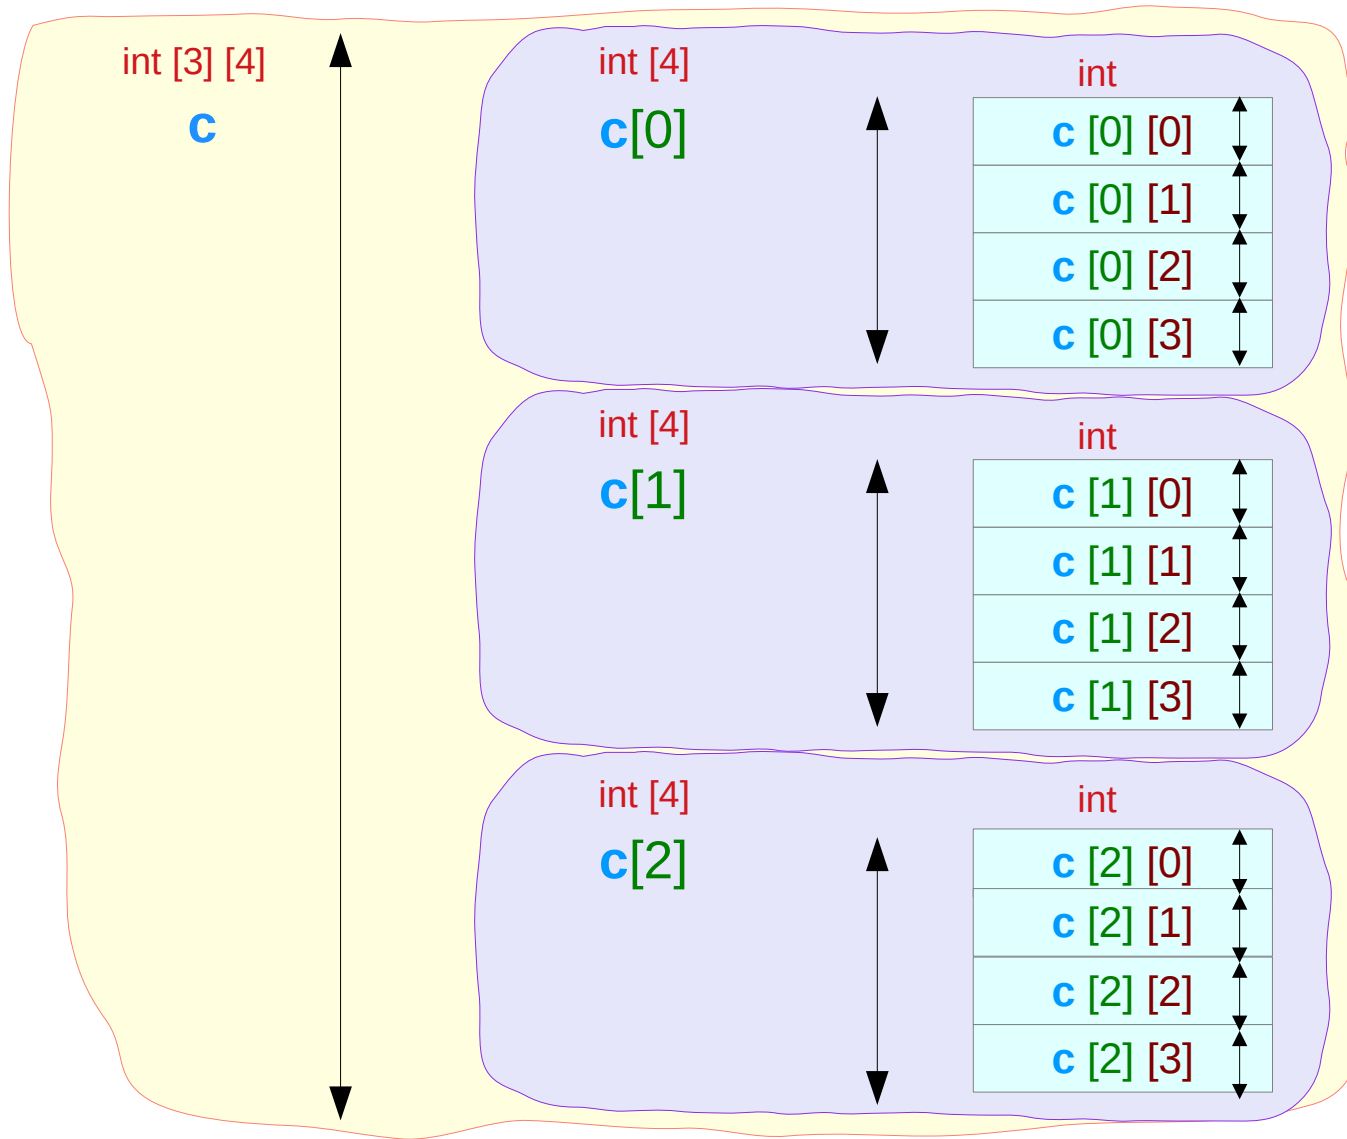 int [3] [4]
c
int [4]
c[0]
int
c [0] [0]
c [0] [1]
c [0] [2]
c [0] [3]
int [4]
c[1]
int
c [1] [0]
c [1] [1]
c [1] [2]
c [1] [3]
int [4]
c[2]
int
c [2] [0]
c [2] [1]
c [2] [2]
c [2] [3]